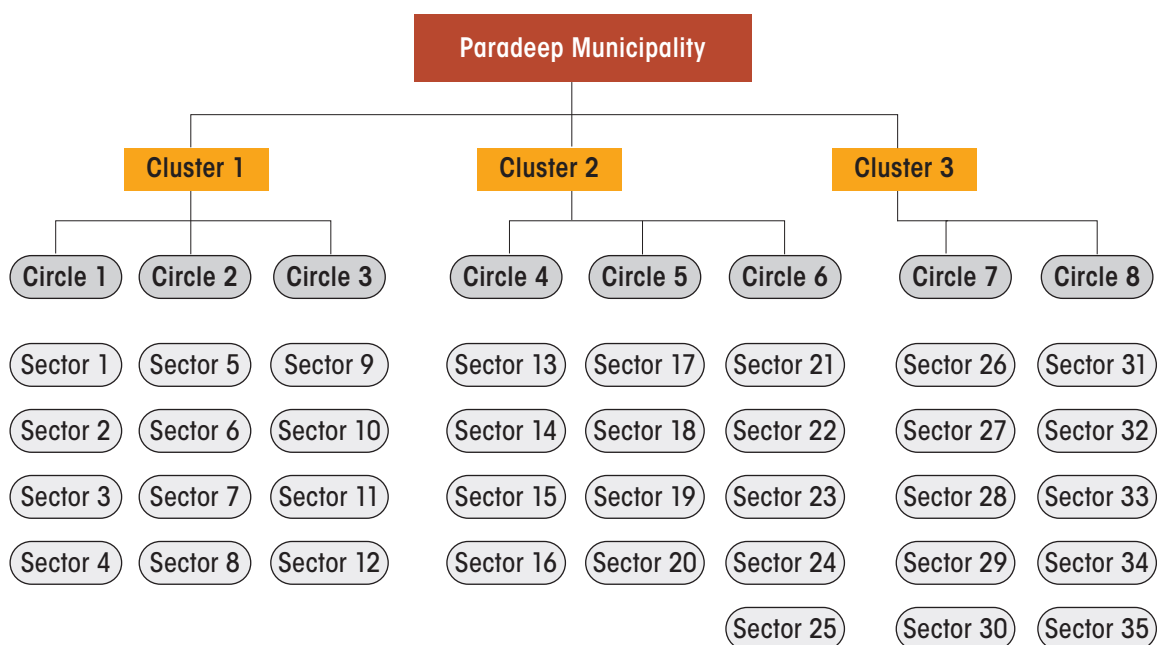 Paradeep Municipality
Cluster 1 Cluster 2 Cluster 3
Circle 1 Circle 2 Circle 3 Circle 4 Circle 5 Circle 6 Circle 7 Circle 8
Sector 1 Sector 5 Sector 9 Sector 13 Sector 17 Sector 21 Sector 26 Sector 31
Sector 2 Sector 6 Sector 10 Sector 14 Sector 18 Sector 22 Sector 27 Sector 32
Sector 3 Sector 7 Sector 11 Sector 15 Sector 19 Sector 23 Sector 28 Sector 33
Sector 4 Sector 8 Sector 12 Sector 16 Sector 20 Sector 24 Sector 29 Sector 34
Sector 25 Sector 30 Sector 35